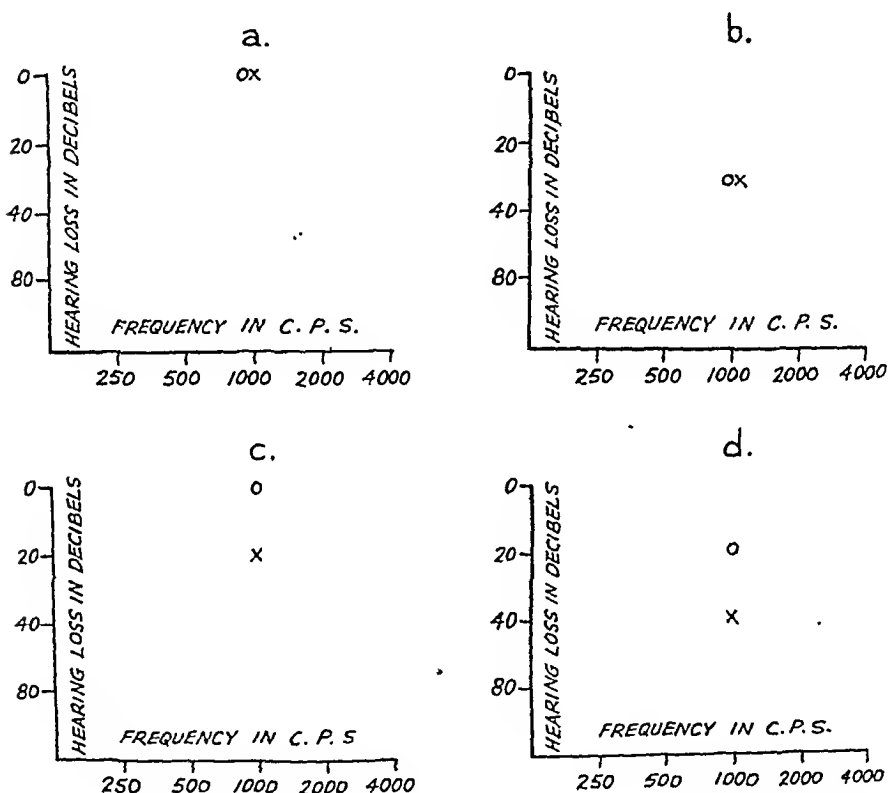 a.
HEARING LOSS IN DECIBELS
0
20
40
80
OX
FREQUENCY IN C. P. S.
250 500 1000 2000 4000
b.
HEARING LOSS IN DECIBELS
0
20
40
80
OX
FREQUENCY IN C. P. S.
250 500 1000 2000 4000
c.
HEARING LOSS IN DECIBELS
0
20
40
80
O
X
FREQUENCY IN C. P. S
250 500 1000 2000 4000
d.
HEARING LOSS IN DECIBELS
0
20
40
80
O
X
FREQUENCY IN C. P. S.
250 500 1000 2000 4000